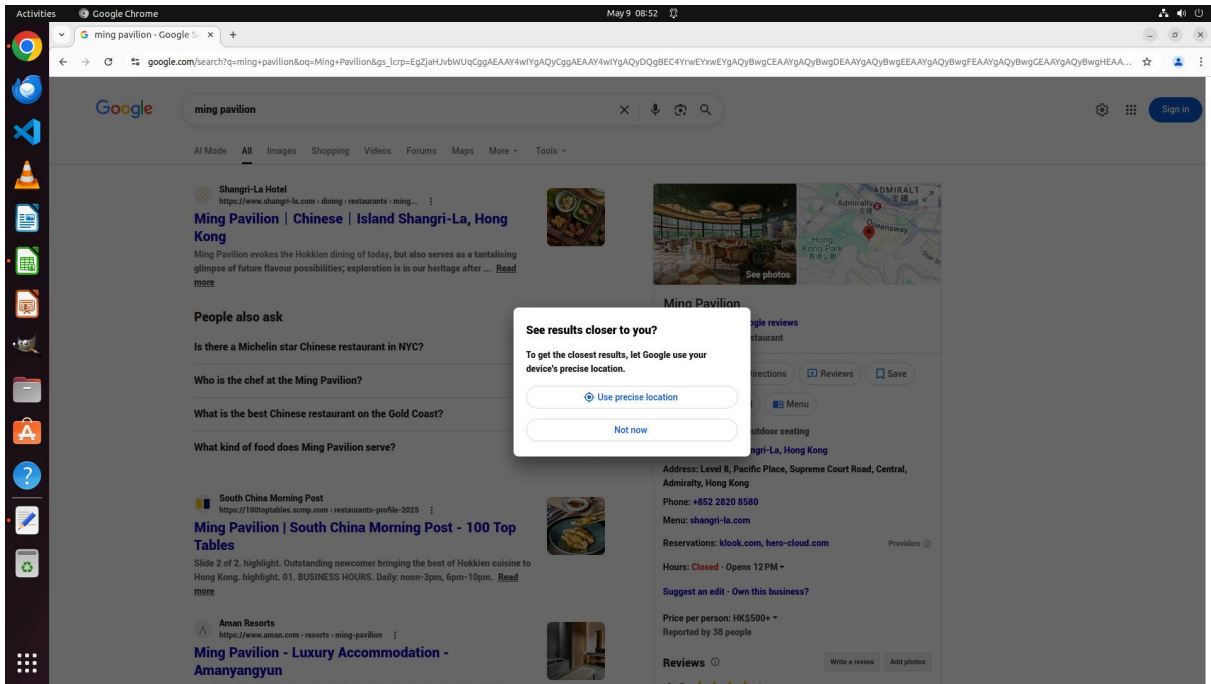 Activities
Google Chrome
May 9 08:52
ming pavilion - Google S
google.com/search?q=ming+pavilion&oq=Ming+Pavilion&gs_lcrp=EgZjaHJvbWUqCggAEAAY4wIYgAQyCggAEAAY4wIYgAQyDQgBEC4YrwEYxwEYgAQyBwgCEAAYgAQyBwgDEAAYgAQyBwgEEAAYgAQyBwgFEAAYgAQyBwgGEAAYgAQyBwgHEAA...
Google
ming pavilion
Sign in
AI Mode All Images Shopping Videos Forums Maps More Tools
Shangri-La Hotel
https://www.shangri-la.com › dining › restaurants › ming...
Ming Pavilion | Chinese | Island Shangri-La, Hong
Kong
Ming Pavilion evokes the Hokkien dining of today, but also serves as a tantalising
glimpse of future flavour possibilities; exploration is in our heritage after ... Read
more
People also ask
Is there a Michelin star Chinese restaurant in NYC?
Who is the chef at the Ming Pavilion?
What is the best Chinese restaurant on the Gold Coast?
What kind of food does Ming Pavilion serve?
South China Morning Post
https://100toptables.scmp.com › restaurants-profile-2025
Ming Pavilion | South China Morning Post - 100 Top
Tables
Slide 2 of 2. highlight. Outstanding newcomer bringing the best of Hokkien cuisine to
Hong Kong. highlight. 01. BUSINESS HOURS. Daily: noon-3pm, 6pm-10pm. Read
more
Aman Resorts
https://www.aman.com › resorts › ming-pavilion
Ming Pavilion - Luxury Accommodation -
Amanyangyun
See results closer to you?
To get the closest results, let Google use your
device's precise location.
Use precise location
Not now
See photos
ADMIRALT
金鐘
Admiralty
金鐘
Queensway
Hong
Kong Park
香港公園
Star St
Ming Pavilion
ogle reviews
staurant
irections
Reviews
Save
Menu
utdoor seating
ngri-La, Hong Kong
Address: Level 8, Pacific Place, Supreme Court Road, Central,
Admiralty, Hong Kong
Phone: +852 2820 8580
Menu: shangri-la.com
Reservations: klook.com, hero-cloud.com
Providers
Hours: Closed · Opens 12 PM
Suggest an edit · Own this business?
Price per person: HK$500+
Reported by 38 people
Reviews
Write a review
Add photos